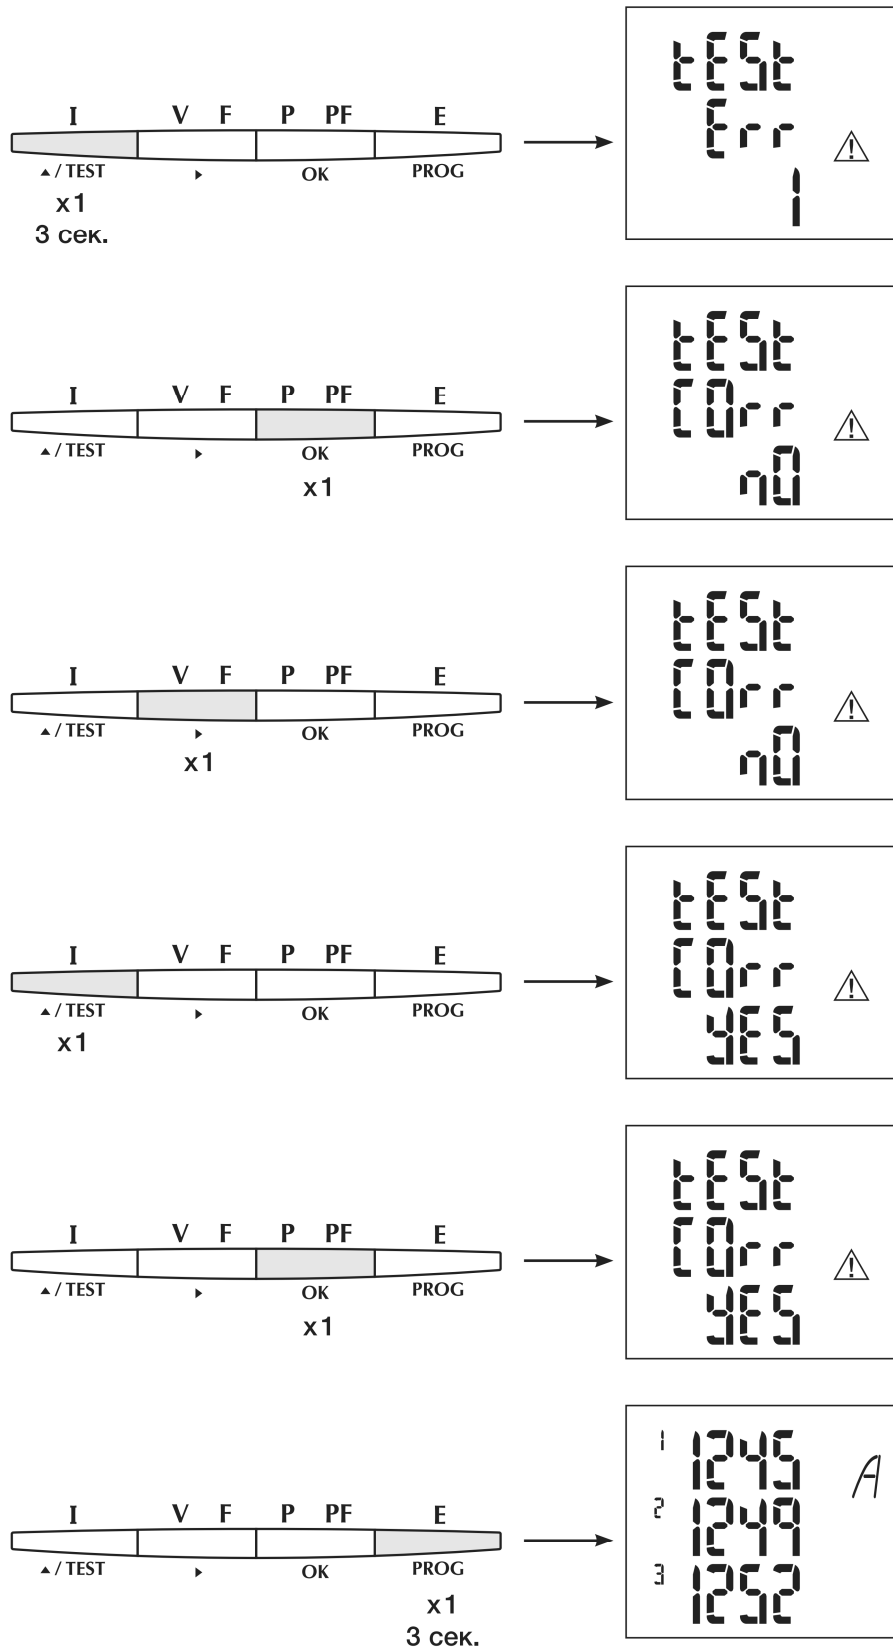 I V F P PF E
▲ / TEST ▶ OK PROG
x1
3 сек.
tESt
Err
1
I V F P PF E
▲ / TEST ▶ OK PROG
x1
tESt
COrr
nO
I V F P PF E
▲ / TEST ▶ OK PROG
x1
tESt
COrr
nO
I V F P PF E
▲ / TEST ▶ OK PROG
x1
tESt
COrr
YES
I V F P PF E
▲ / TEST ▶ OK PROG
x1
tESt
COrr
YES
I V F P PF E
▲ / TEST ▶ OK PROG
x1
3 сек.
1 1245 A
2 1249
3 1252